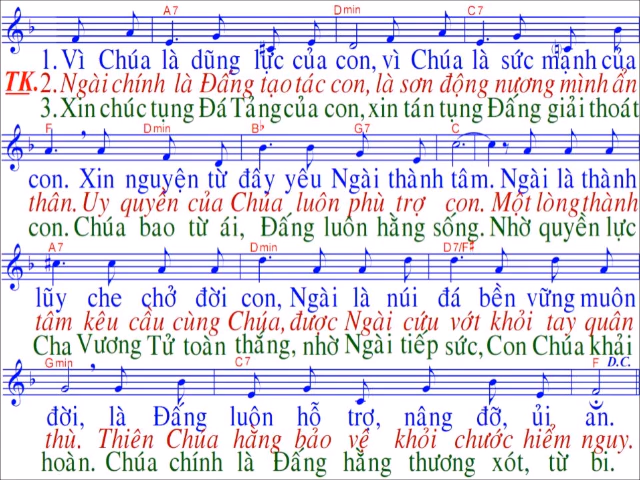 A7 Dmin C7
1. Vì Chúa là dũng lực của con, vì Chúa là sức mạnh của
TK. 2. Ngài chính là Đấng tạo tác con, là sơn động nương mình ẩn
3. Xin chúc tụng Đá Tảng của con, xin tán tụng Đấng giải thoát
F Dmin Bb G7 C
con. Xin nguyện từ đây yêu Ngài thành tâm. Ngài là thành
thân. Uy quyền của Chúa luôn phù trợ con. Một lòng thành
con. Chúa bao từ ái, Đấng luôn hằng sống. Nhờ quyền lực
A7 Dmin D7/F#
lũy che chở đời con, Ngài là núi đá bền vững muôn
tâm kêu cầu cùng Chúa, được Ngài cứu vớt khỏi tay quân
Cha Vương Tử toàn thắng, nhờ Ngài tiếp sức, Con Chúa khải
Gmin C7 F D.C.
đời, là Đấng luôn hỗ trợ, nâng đỡ, ủi an.
thù. Thiên Chúa hằng bảo vệ khỏi chước hiểm nguy.
hoàn. Chúa chính là Đấng hằng thương xót, từ bi.